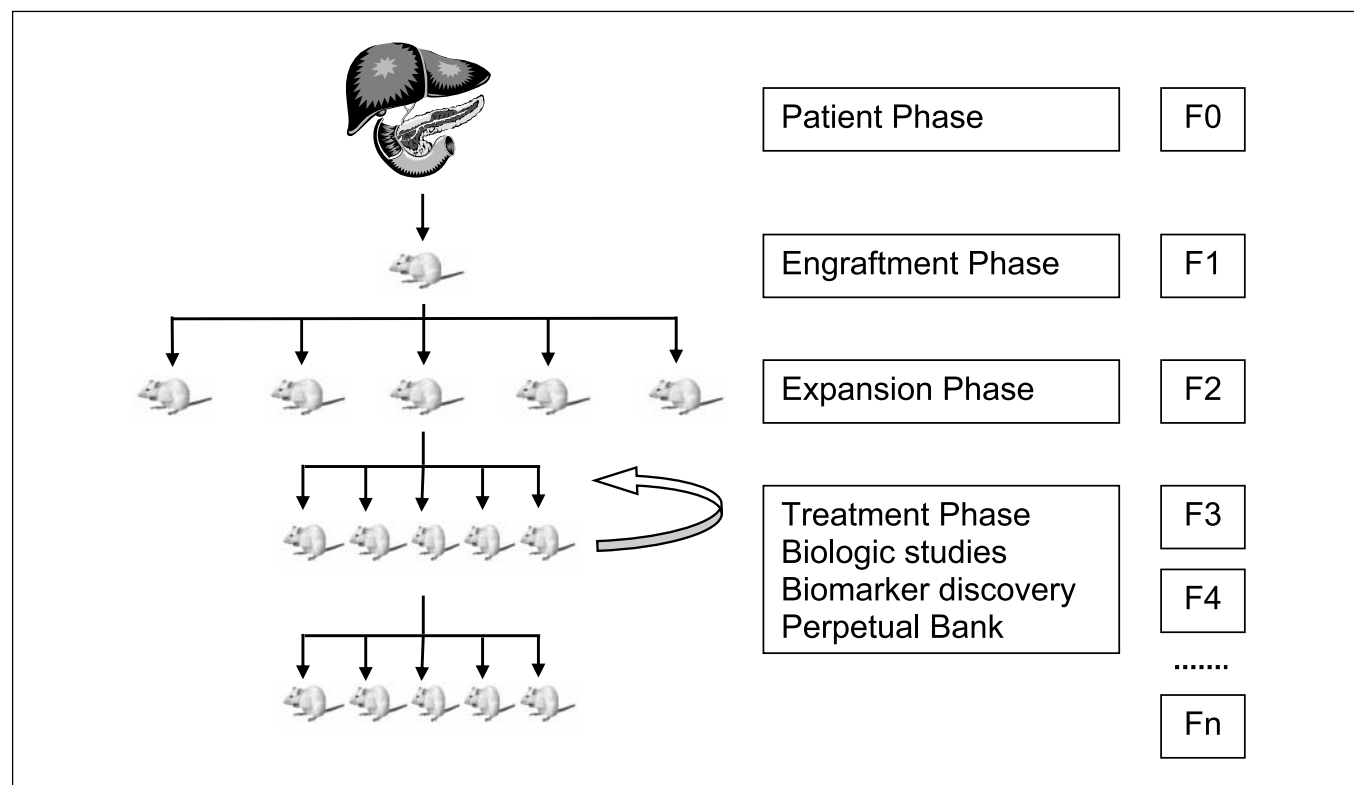 Patient Phase
F0
Engraftment Phase
F1
Expansion Phase
F2
Treatment Phase
Biologic studies
Biomarker discovery
Perpetual Bank
F3
F4
.......
Fn